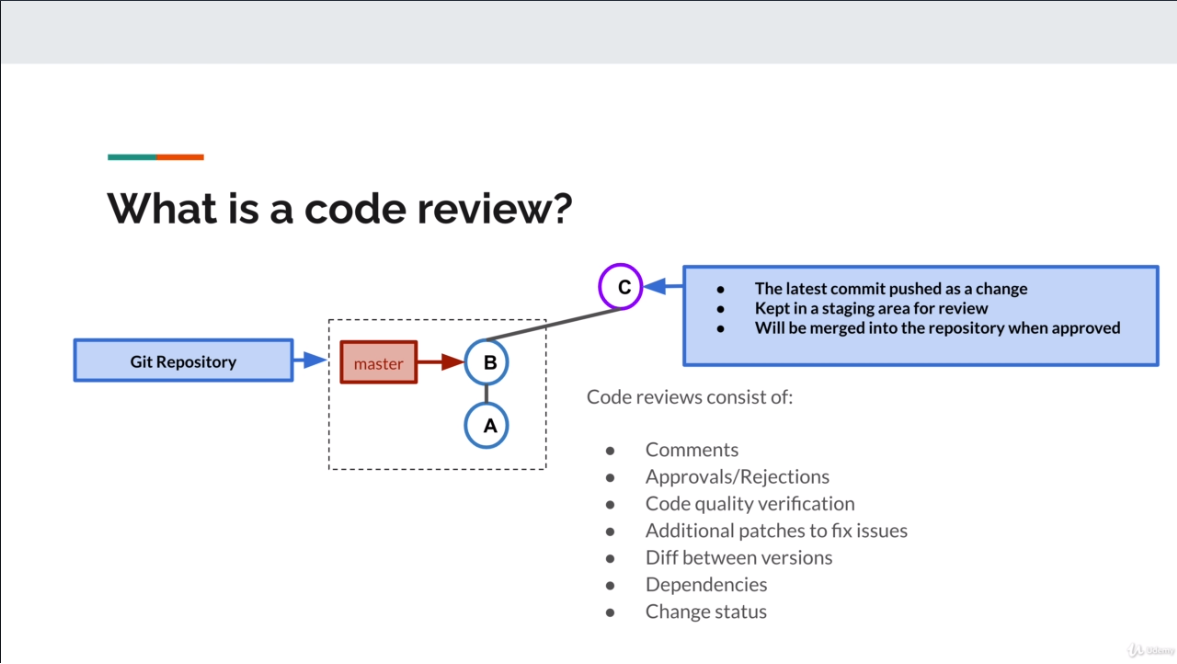 What is a code review?
C
● The latest commit pushed as a change
● Kept in a staging area for review
● Will be merged into the repository when approved
Git Repository
master
B
A
Code reviews consist of:
● Comments
● Approvals/Rejections
● Code quality verification
● Additional patches to fix issues
● Diff between versions
● Dependencies
● Change status
Udemy